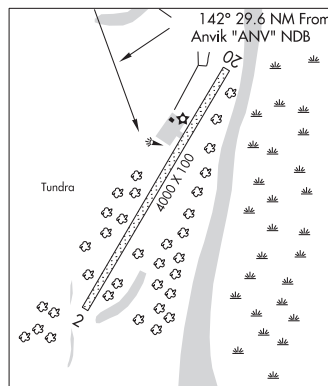 142° 29.6 NM From
Anvik "ANV" NDB
20
Tundra
4000 X 100
2